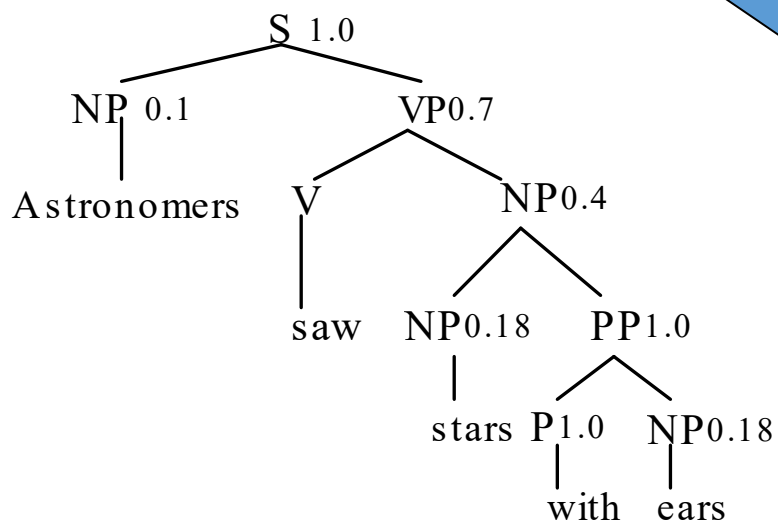 S 1.0
NP 0.1 VP0.7
Astronomers V NP0.4
saw NP0.18 PP1.0
stars P1.0 NP0.18
with ears